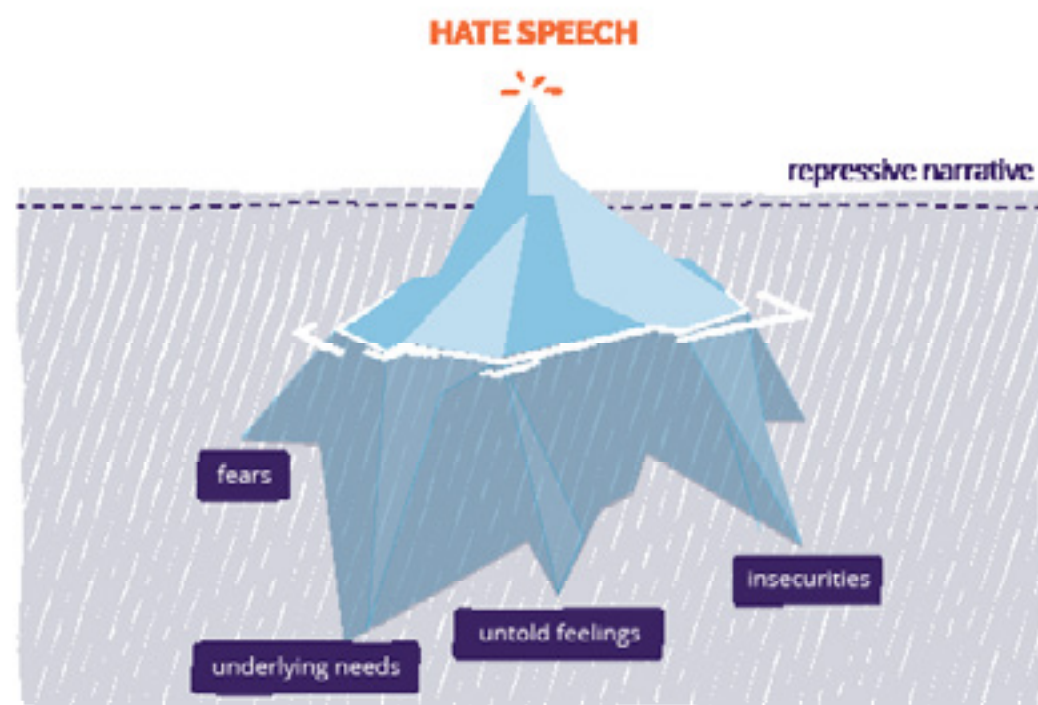 HATE SPEECH
repressive narrative
fears
insecurities
untold feelings
underlying needs